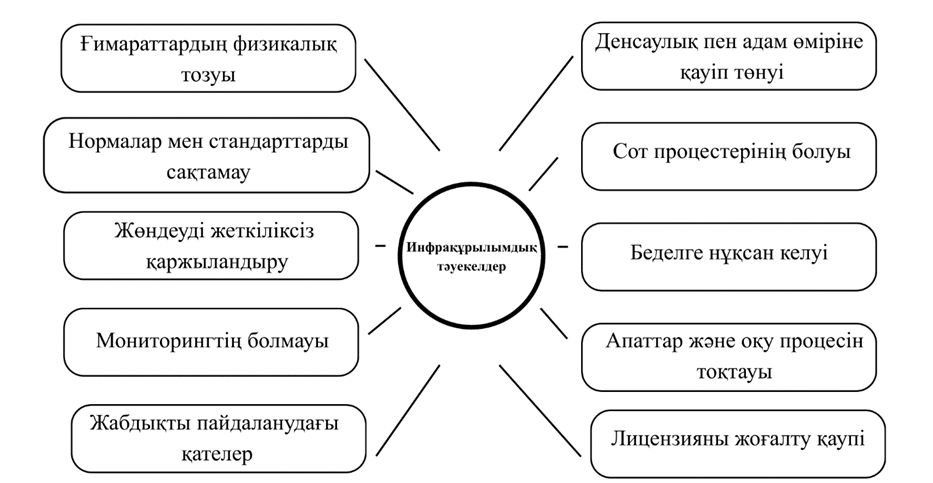 Ғимараттардың физикалық
тозуы
Нормалар мен стандарттарды
сақтамау
Жөндеуді жеткіліксіз
қаржыландыру
Мониторингтің болмауы
Жабдықты пайдаланудағы
қателер
Инфрақұрылымдық
тәуекелдер
Денсаулық пен адам өміріне
қауіп төнуі
Сот процестерінің болуы
Беделге нұқсан келуі
Апаттар және оқу процесін
тоқтауы
Лицензияны жоғалту қаупі